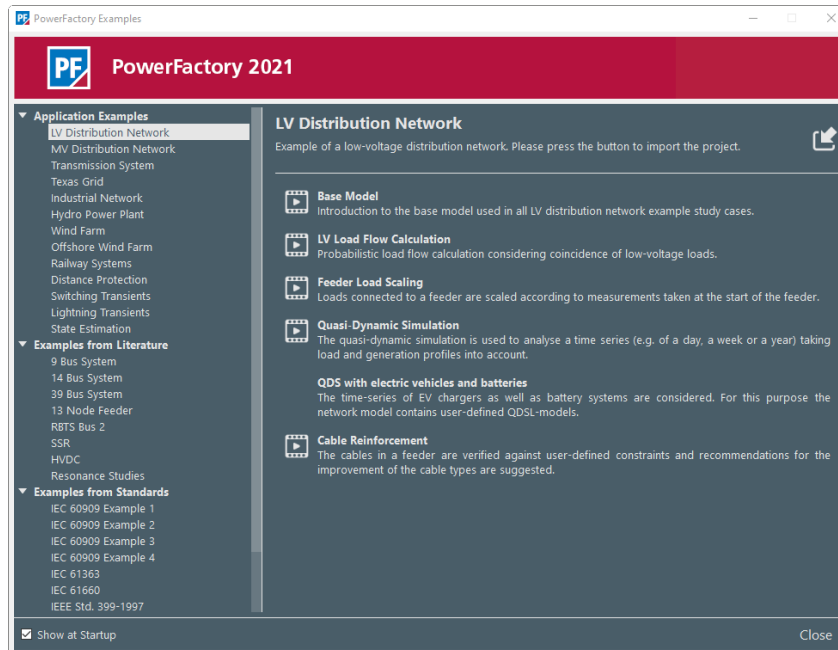 PF PowerFactory Examples
PF PowerFactory 2021
Application Examples
LV Distribution Network
MV Distribution Network
Transmission System
Texas Grid
Industrial Network
Hydro Power Plant
Wind Farm
Offshore Wind Farm
Railway Systems
Distance Protection
Switching Transients
Lightning Transients
State Estimation
Examples from Literature
9 Bus System
14 Bus System
39 Bus System
13 Node Feeder
RBTS Bus 2
SSR
HVDC
Resonance Studies
Examples from Standards
IEC 60909 Example 1
IEC 60909 Example 2
IEC 60909 Example 3
IEC 60909 Example 4
IEC 61363
IEC 61660
IEEE Std. 399-1997
LV Distribution Network
Example of a low-voltage distribution network. Please press the button to import the project.
Base Model
Introduction to the base model used in all LV distribution network example study cases.
LV Load Flow Calculation
Probabilistic load flow calculation considering coincidence of low-voltage loads.
Feeder Load Scaling
Loads connected to a feeder are scaled according to measurements taken at the start of the feeder.
Quasi-Dynamic Simulation
The quasi-dynamic simulation is used to analyse a time series (e.g. of a day, a week or a year) taking
load and generation profiles into account.
QDS with electric vehicles and batteries
The time-series of EV chargers as well as battery systems are considered. For this purpose the
network model contains user-defined QDSL-models.
Cable Reinforcement
The cables in a feeder are verified against user-defined constraints and recommendations for the
improvement of the cable types are suggested.
Show at Startup
Close